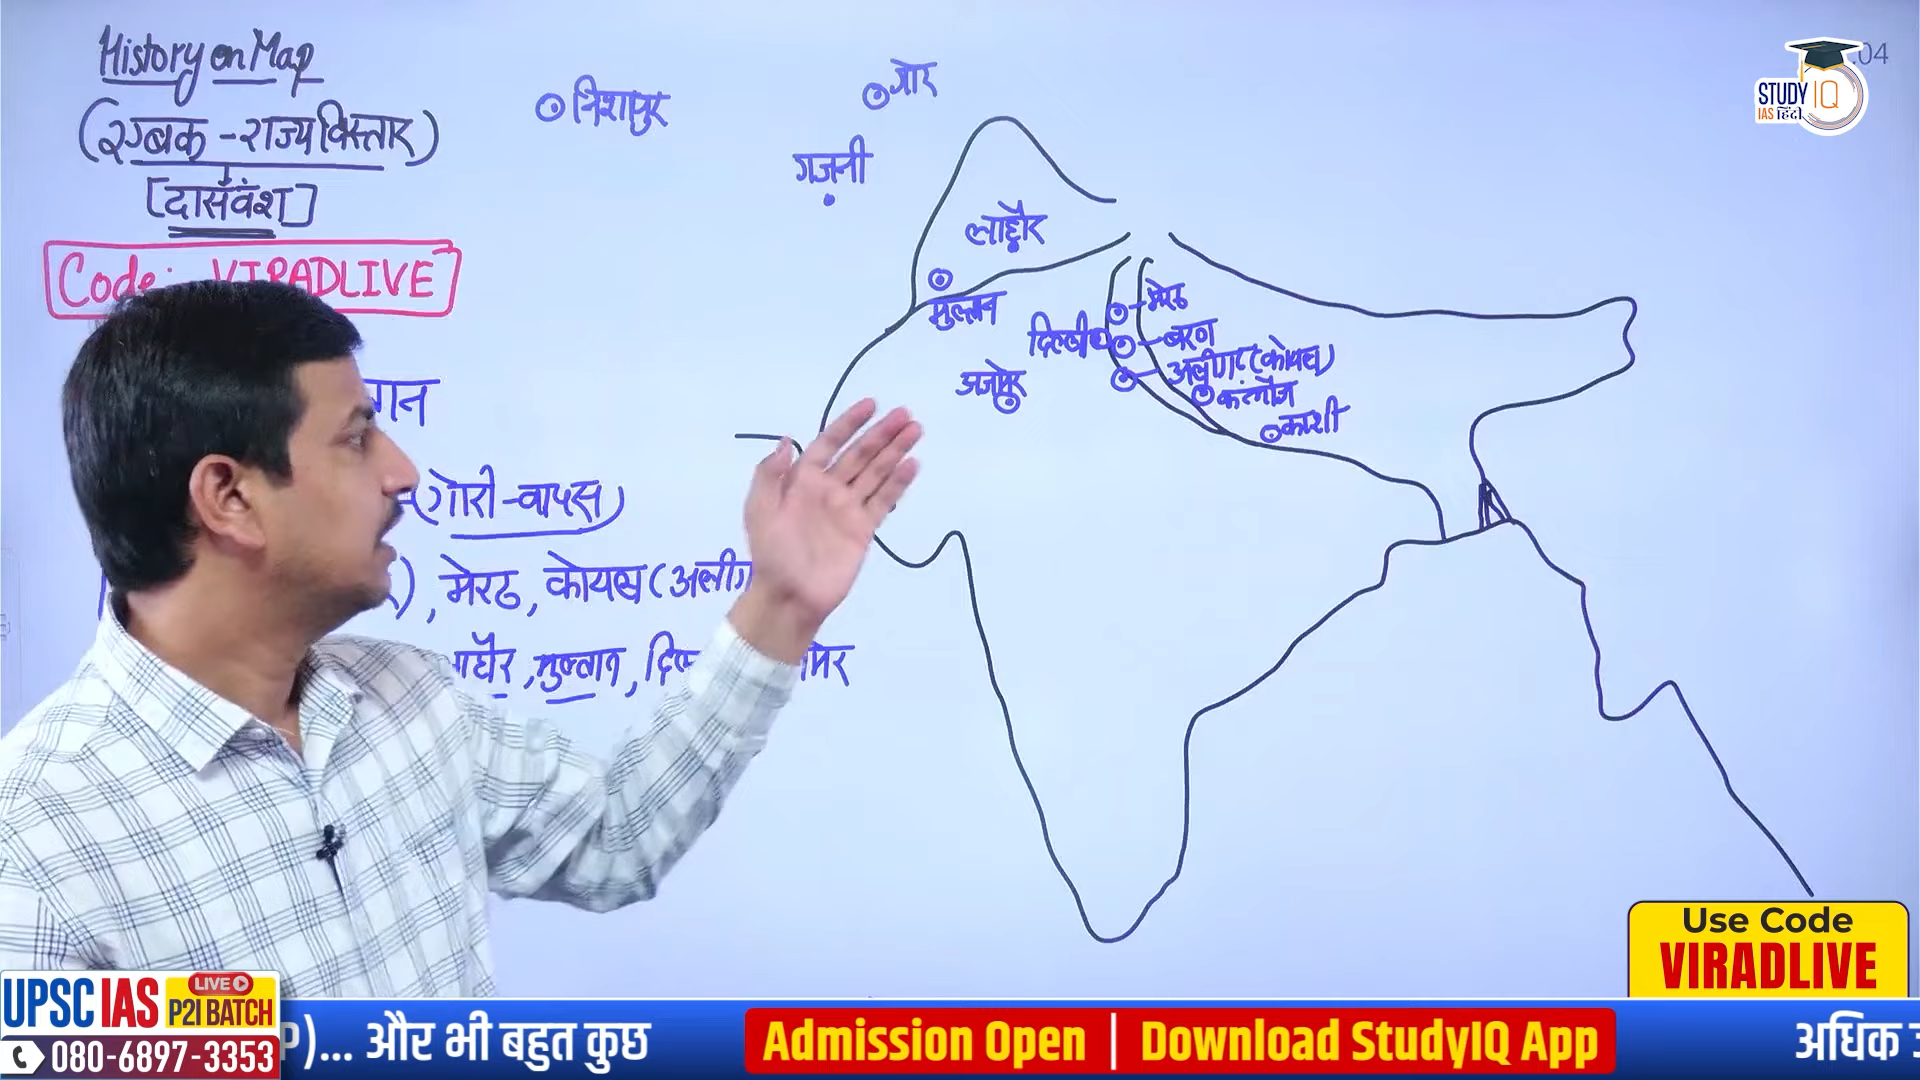 History on Map
(ऐबक - राज्य विस्तार)
[दासवंश]
Code: VIRADLIVE
निशापुर
गोर
गजनी
लाहौर
मुल्तान
दिल्ली
मेरठ
बरण
अलीगढ़ (कोयल)
कन्नौज
काशी
अजमेर
गन
(गोरी - वापस)
), मेरठ, कोयल (अलीग
, मुल्तान,
04
STUDY IQ
IAS हिंदी
Use Code
VIRADLIVE
UPSC IAS
LIVE
P2I BATCH
080-6897-3353
P)... और भी बहुत कुछ
Admission Open | Download StudyIQ App
अधिक